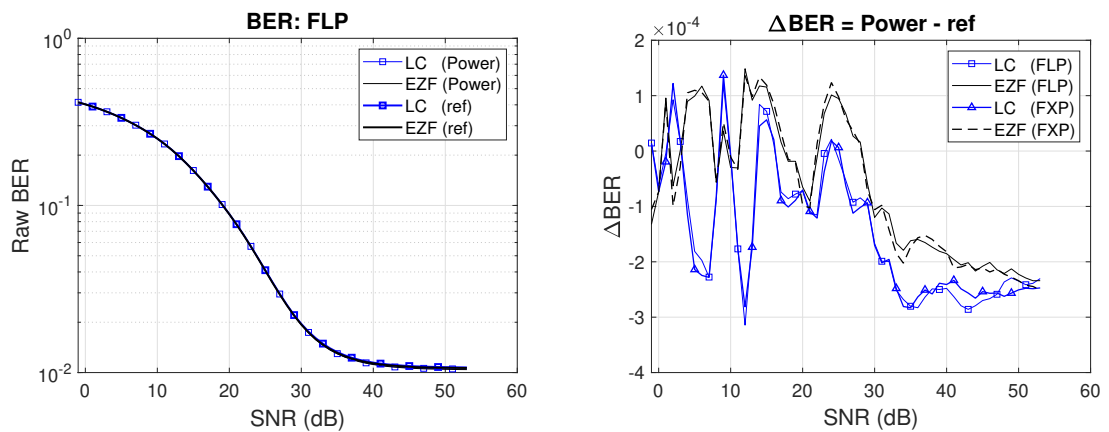 BER: FLP
10^0
10^-1
10^-2
Raw BER
0 10 20 30 40 50 60
SNR (dB)
LC (Power)
EZF (Power)
LC (ref)
EZF (ref)
ΔBER = Power - ref
×10^-4
2
1
0
-1
-2
-3
-4
ΔBER
0 10 20 30 40 50 60
SNR (dB)
LC (FLP)
EZF (FLP)
LC (FXP)
EZF (FXP)